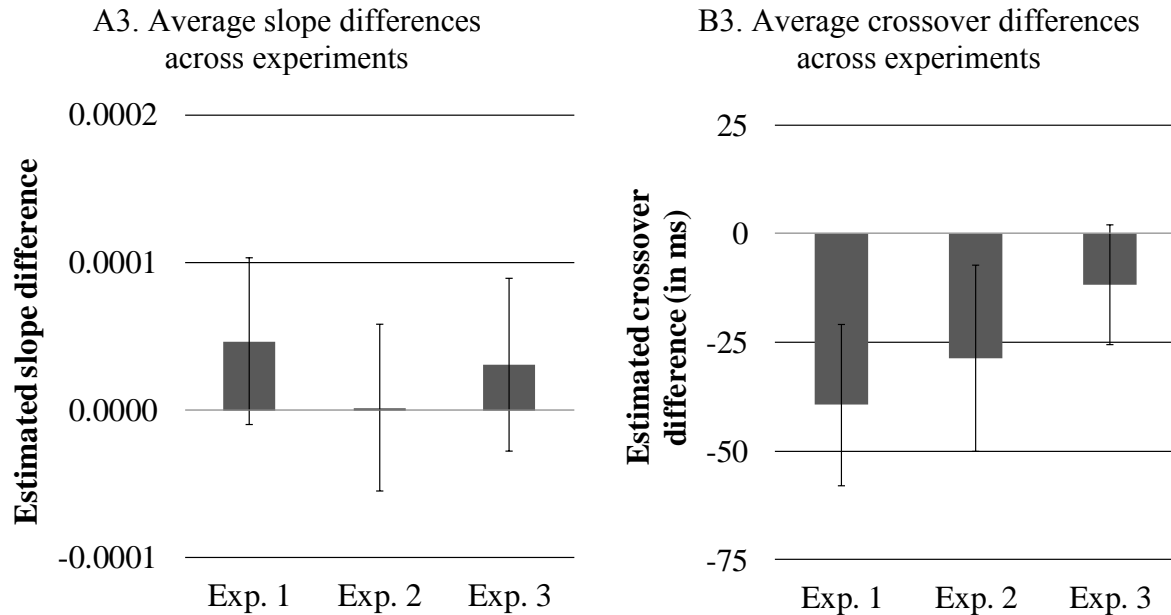 A3. Average slope differences
across experiments
Estimated slope difference
0.0002
0.0001
0.0000
-0.0001
Exp. 1 Exp. 2 Exp. 3
B3. Average crossover differences
across experiments
Estimated crossover
difference (in ms)
25
0
-25
-50
-75
Exp. 1 Exp. 2 Exp. 3